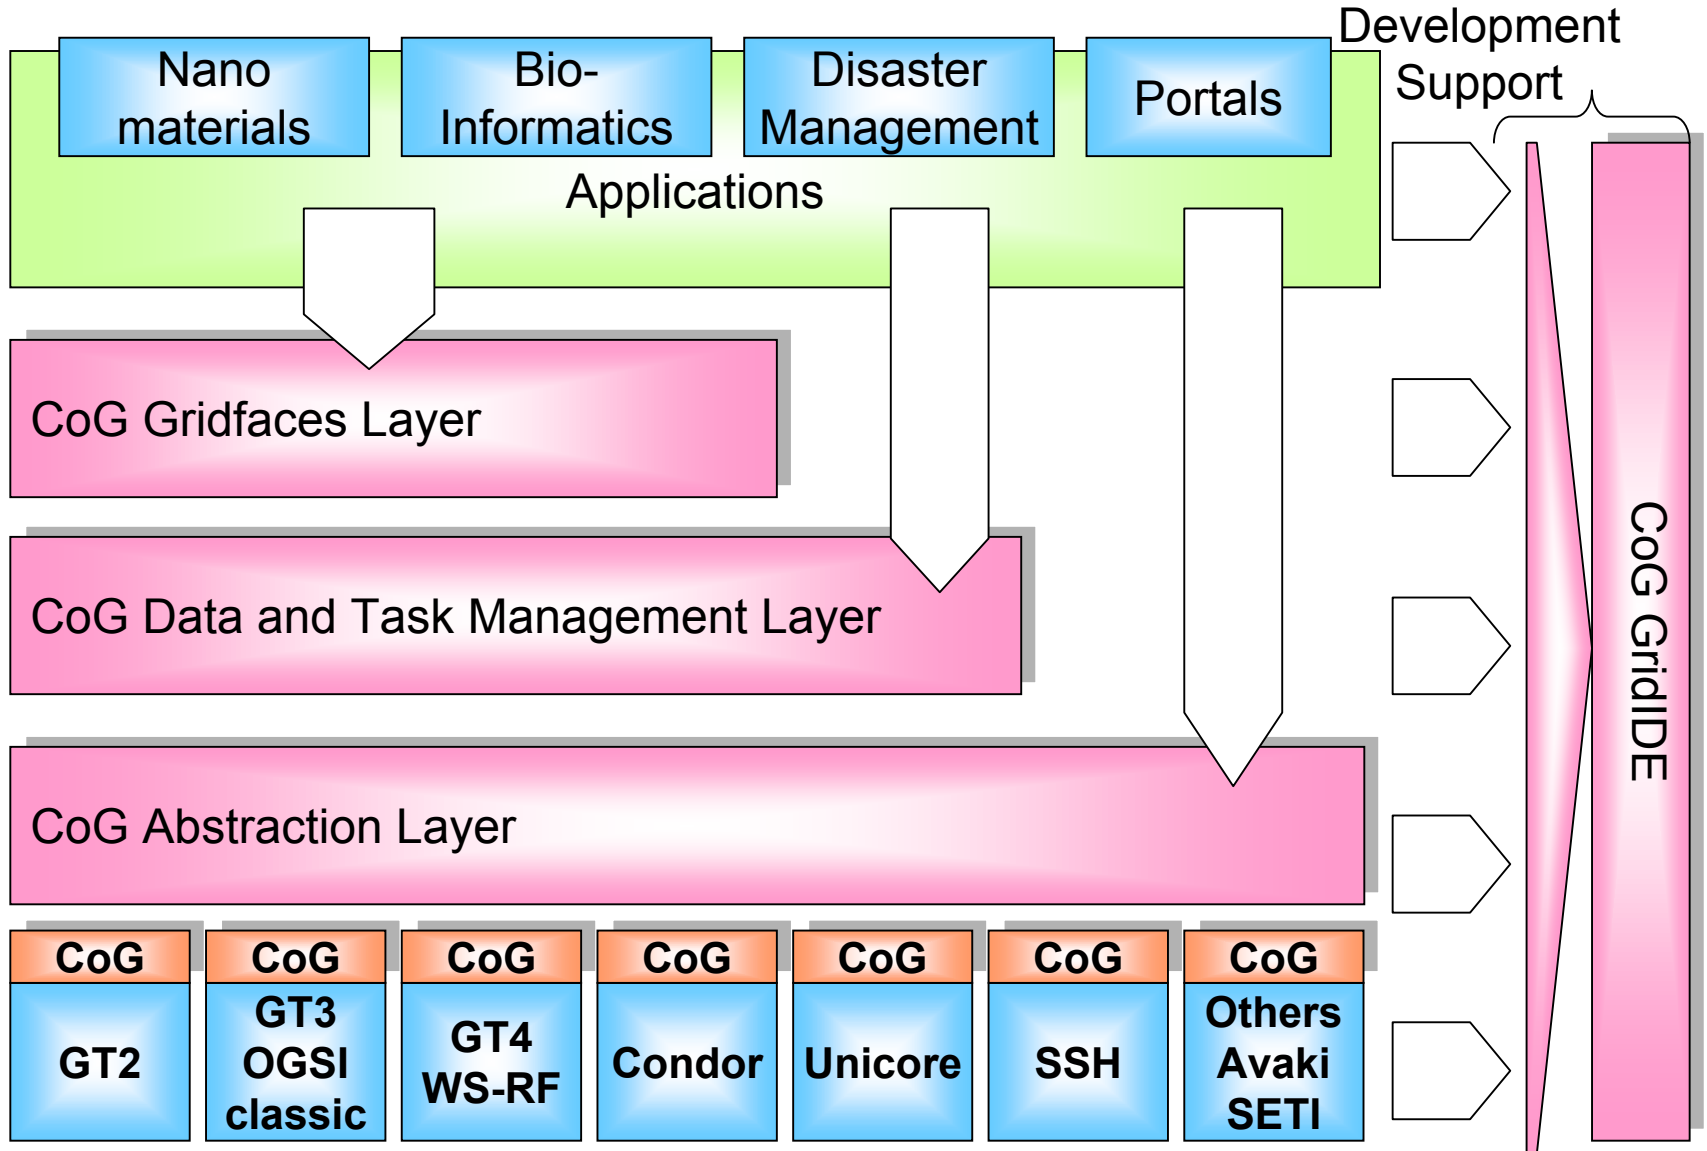 Development
Support
Nano
materials
Bio-
Informatics
Disaster
Management
Portals
Applications
CoG Gridfaces Layer
CoG Data and Task Management Layer
CoG Abstraction Layer
CoG GridIDE
CoG
GT2
CoG
GT3
OGSI
classic
CoG
GT4
WS-RF
CoG
Condor
CoG
Unicore
CoG
SSH
CoG
Others
Avaki
SETI